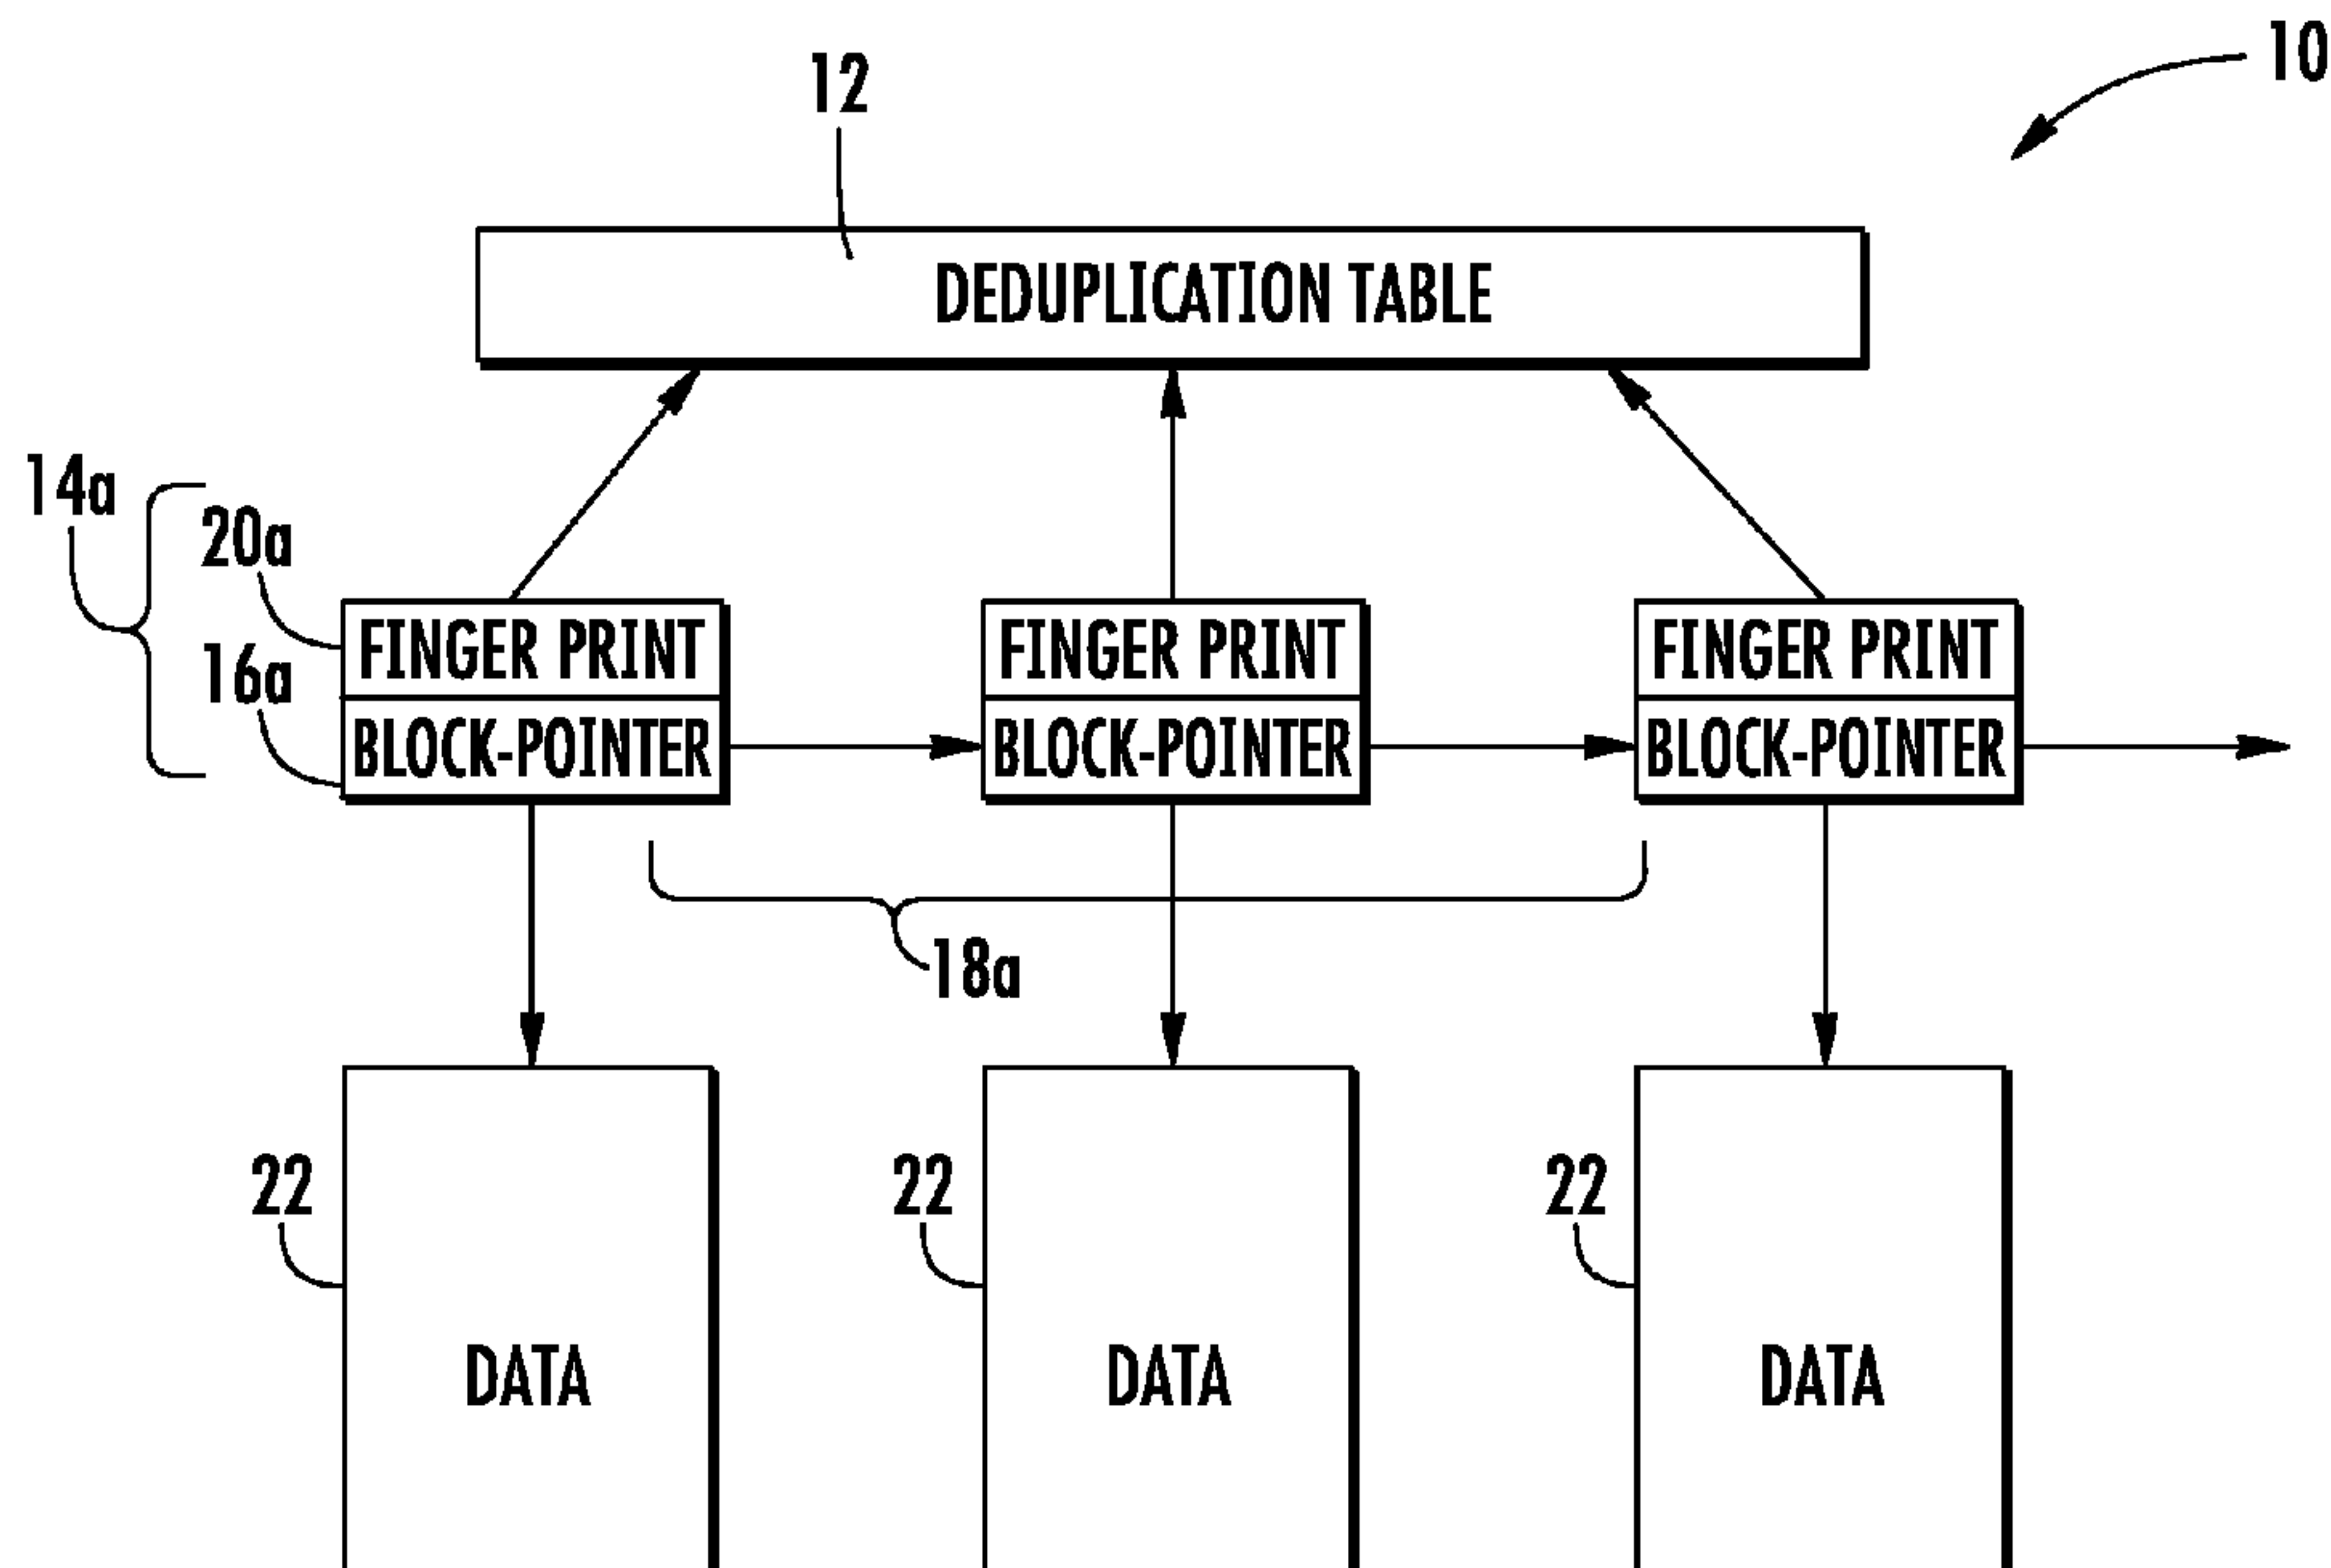 10
12
DEDUPLICATION TABLE
14a
20a
16a
FINGER PRINT
BLOCK-POINTER
FINGER PRINT
BLOCK-POINTER
FINGER PRINT
BLOCK-POINTER
18a
22
22
22
DATA
DATA
DATA